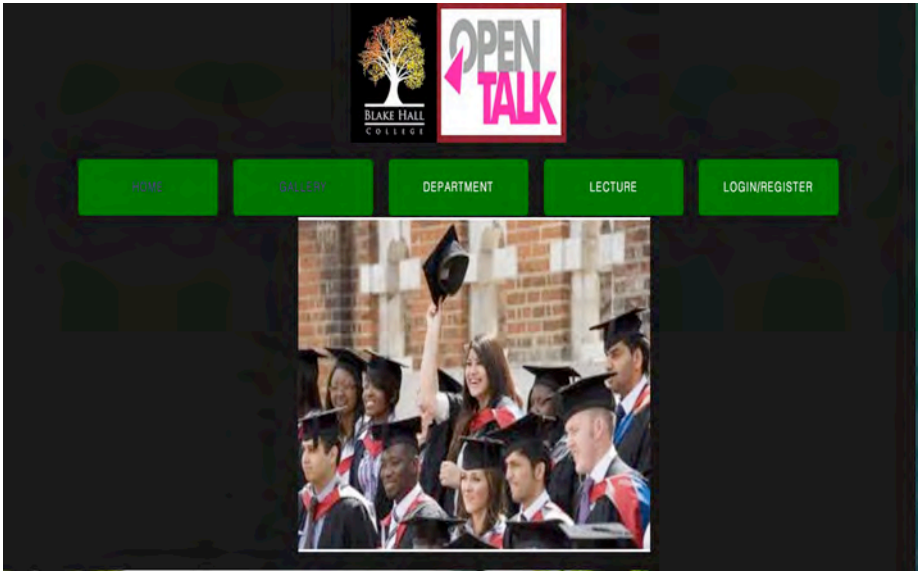 BLAKE HALL
COLLEGE
OPEN
TALK
HOME
GALLERY
DEPARTMENT
LECTURE
LOGIN/REGISTER